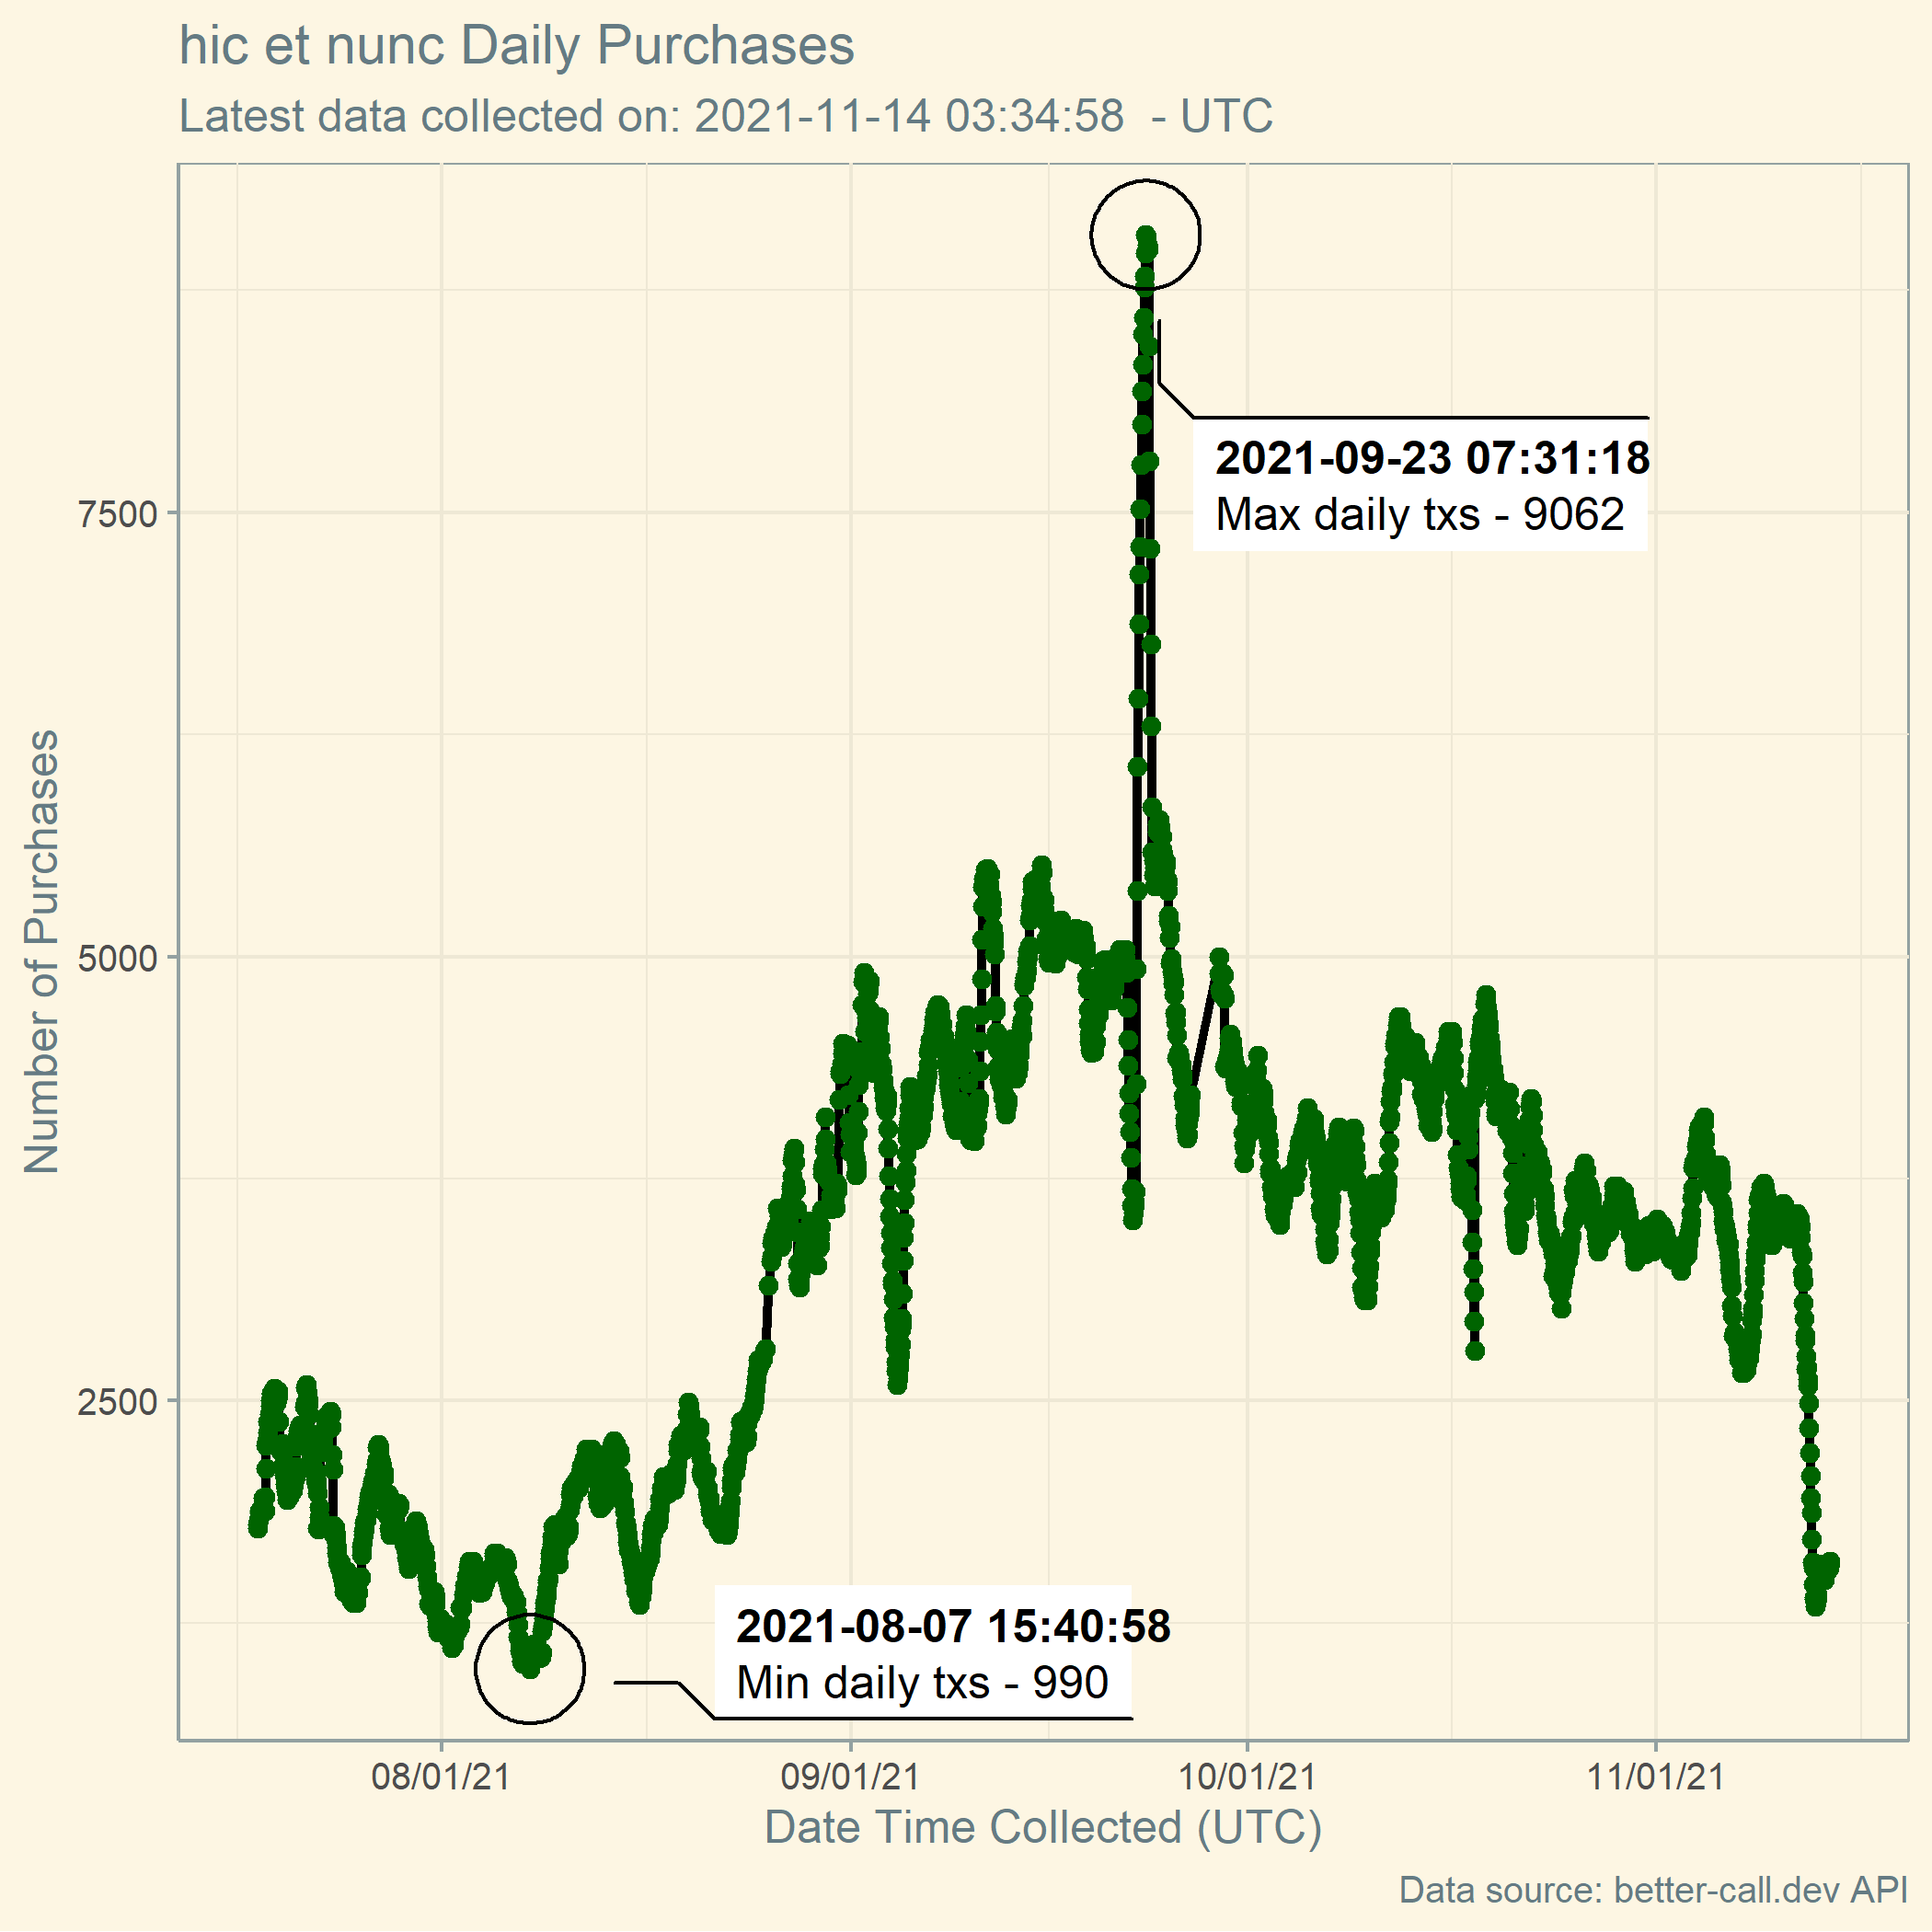 hic et nunc Daily Purchases
Latest data collected on: 2021-11-14 03:34:58  - UTC
Number of Purchases
7500
5000
2500
2021-09-23 07:31:18
Max daily txs - 9062
2021-08-07 15:40:58
Min daily txs - 990
08/01/21
09/01/21
10/01/21
11/01/21
Date Time Collected (UTC)
Data source: better-call.dev API